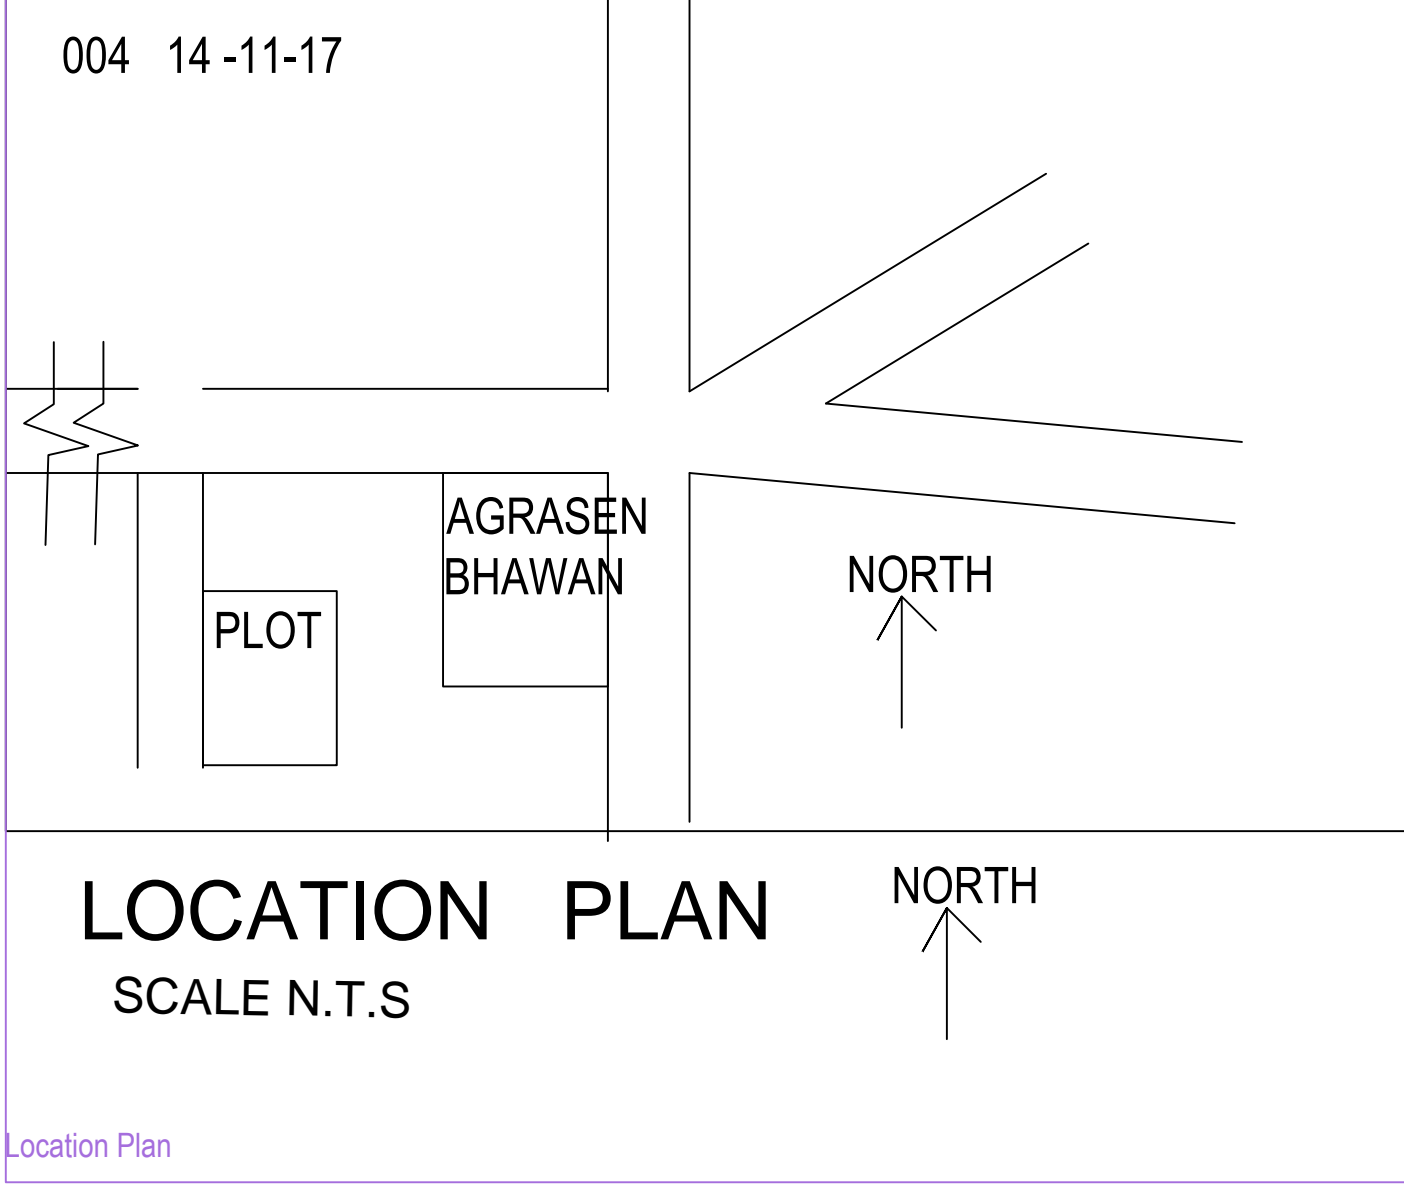 004 14 -11-17
AGRASEN
BHAWAN
NORTH
PLOT
LOCATION PLAN
NORTH
SCALE N.T.S
Location Plan